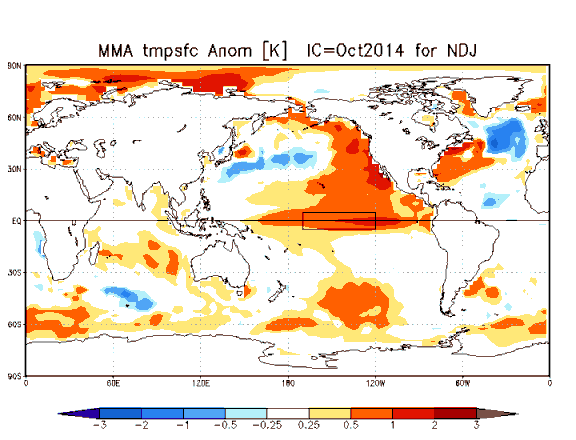 MMA tmpsfc Anom [K] IC=Oct2014 for NDJ
90N
60N
30N
EQ
30S
60S
90S
0 60E 120E 180 120W 60W 0
-3 -2 -1 -0.5 -0.25 0.25 0.5 1 2 3